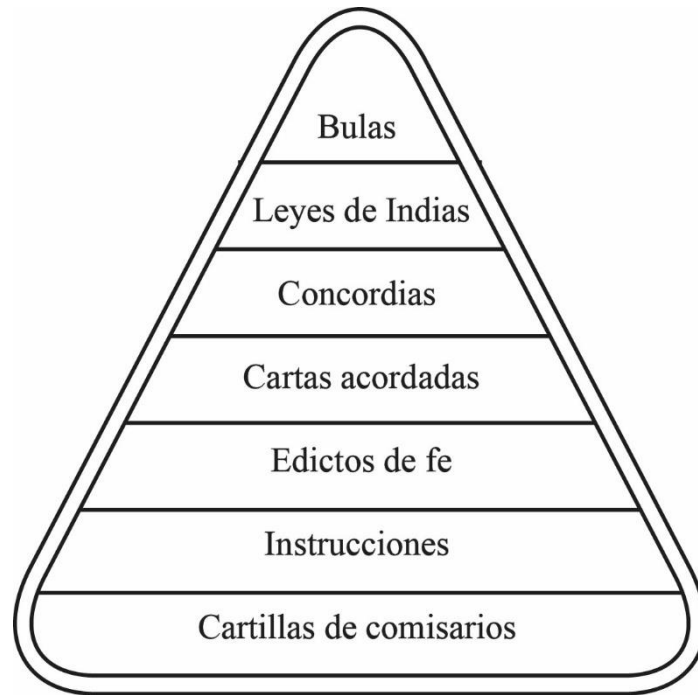 Bulas
Leyes de Indias
Concordias
Cartas acordadas
Edictos de fe
Instrucciones
Cartillas de comisarios